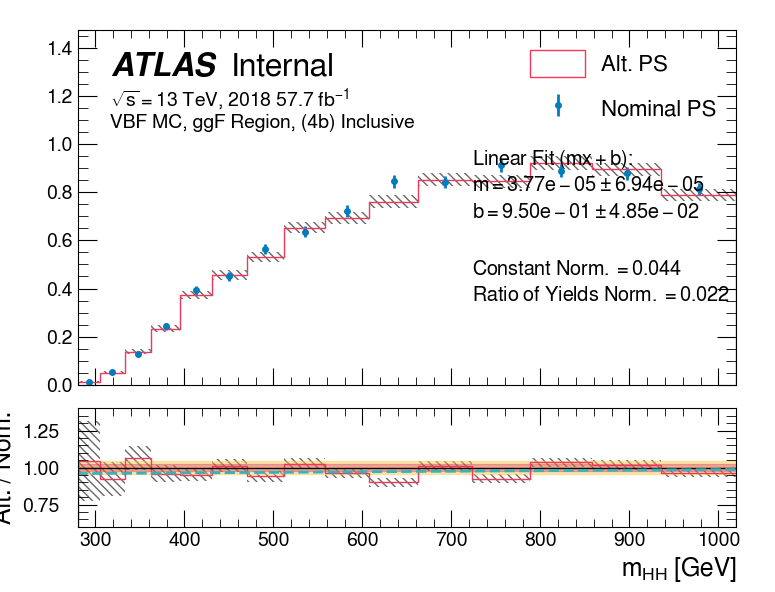 ATLAS Internal
√s = 13 TeV, 2018 57.7 fb⁻¹
VBF MC, ggF Region, (4b) Inclusive
Alt. PS
Nominal PS
Linear Fit (mx + b):
m = 3.77e − 05 ± 6.94e − 05
b = 9.50e − 01 ± 4.85e − 02
Constant Norm. = 0.044
Ratio of Yields Norm. = 0.022
1.4
1.2
1.0
0.8
0.6
0.4
0.2
0.0
Alt. / Nom.
1.25
1.00
0.75
300 400 500 600 700 800 900 1000
m_HH [GeV]